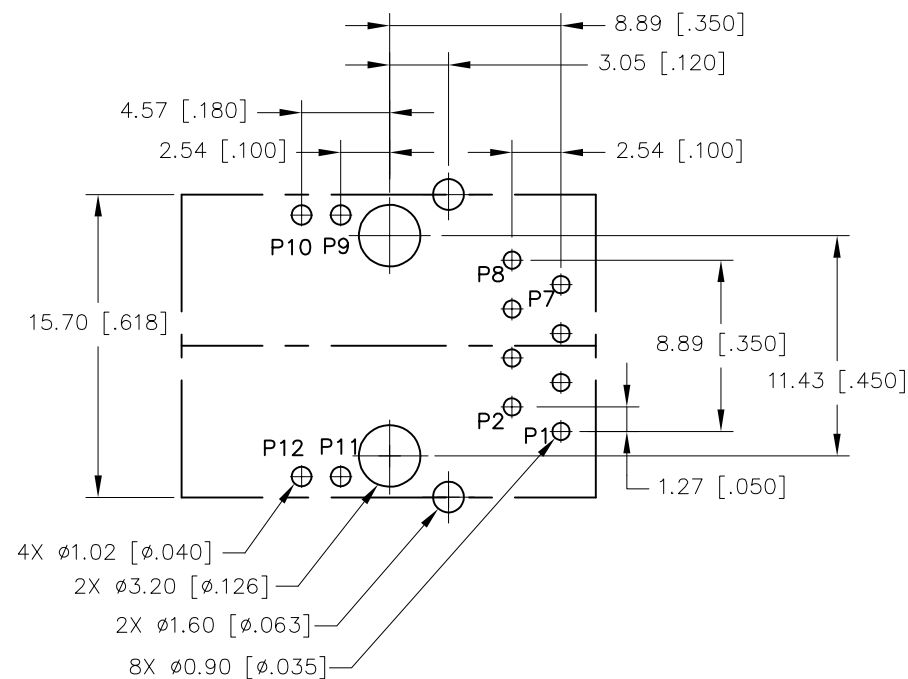 8.89 [.350]
3.05 [.120]
4.57 [.180]
2.54 [.100]
2.54 [.100]
P10 P9
P8
P7
15.70 [.618]
8.89 [.350]
11.43 [.450]
P2
P1
P12 P11
1.27 [.050]
4X ø1.02 [ø.040]
2X ø3.20 [ø.126]
2X ø1.60 [ø.063]
8X ø0.90 [ø.035]